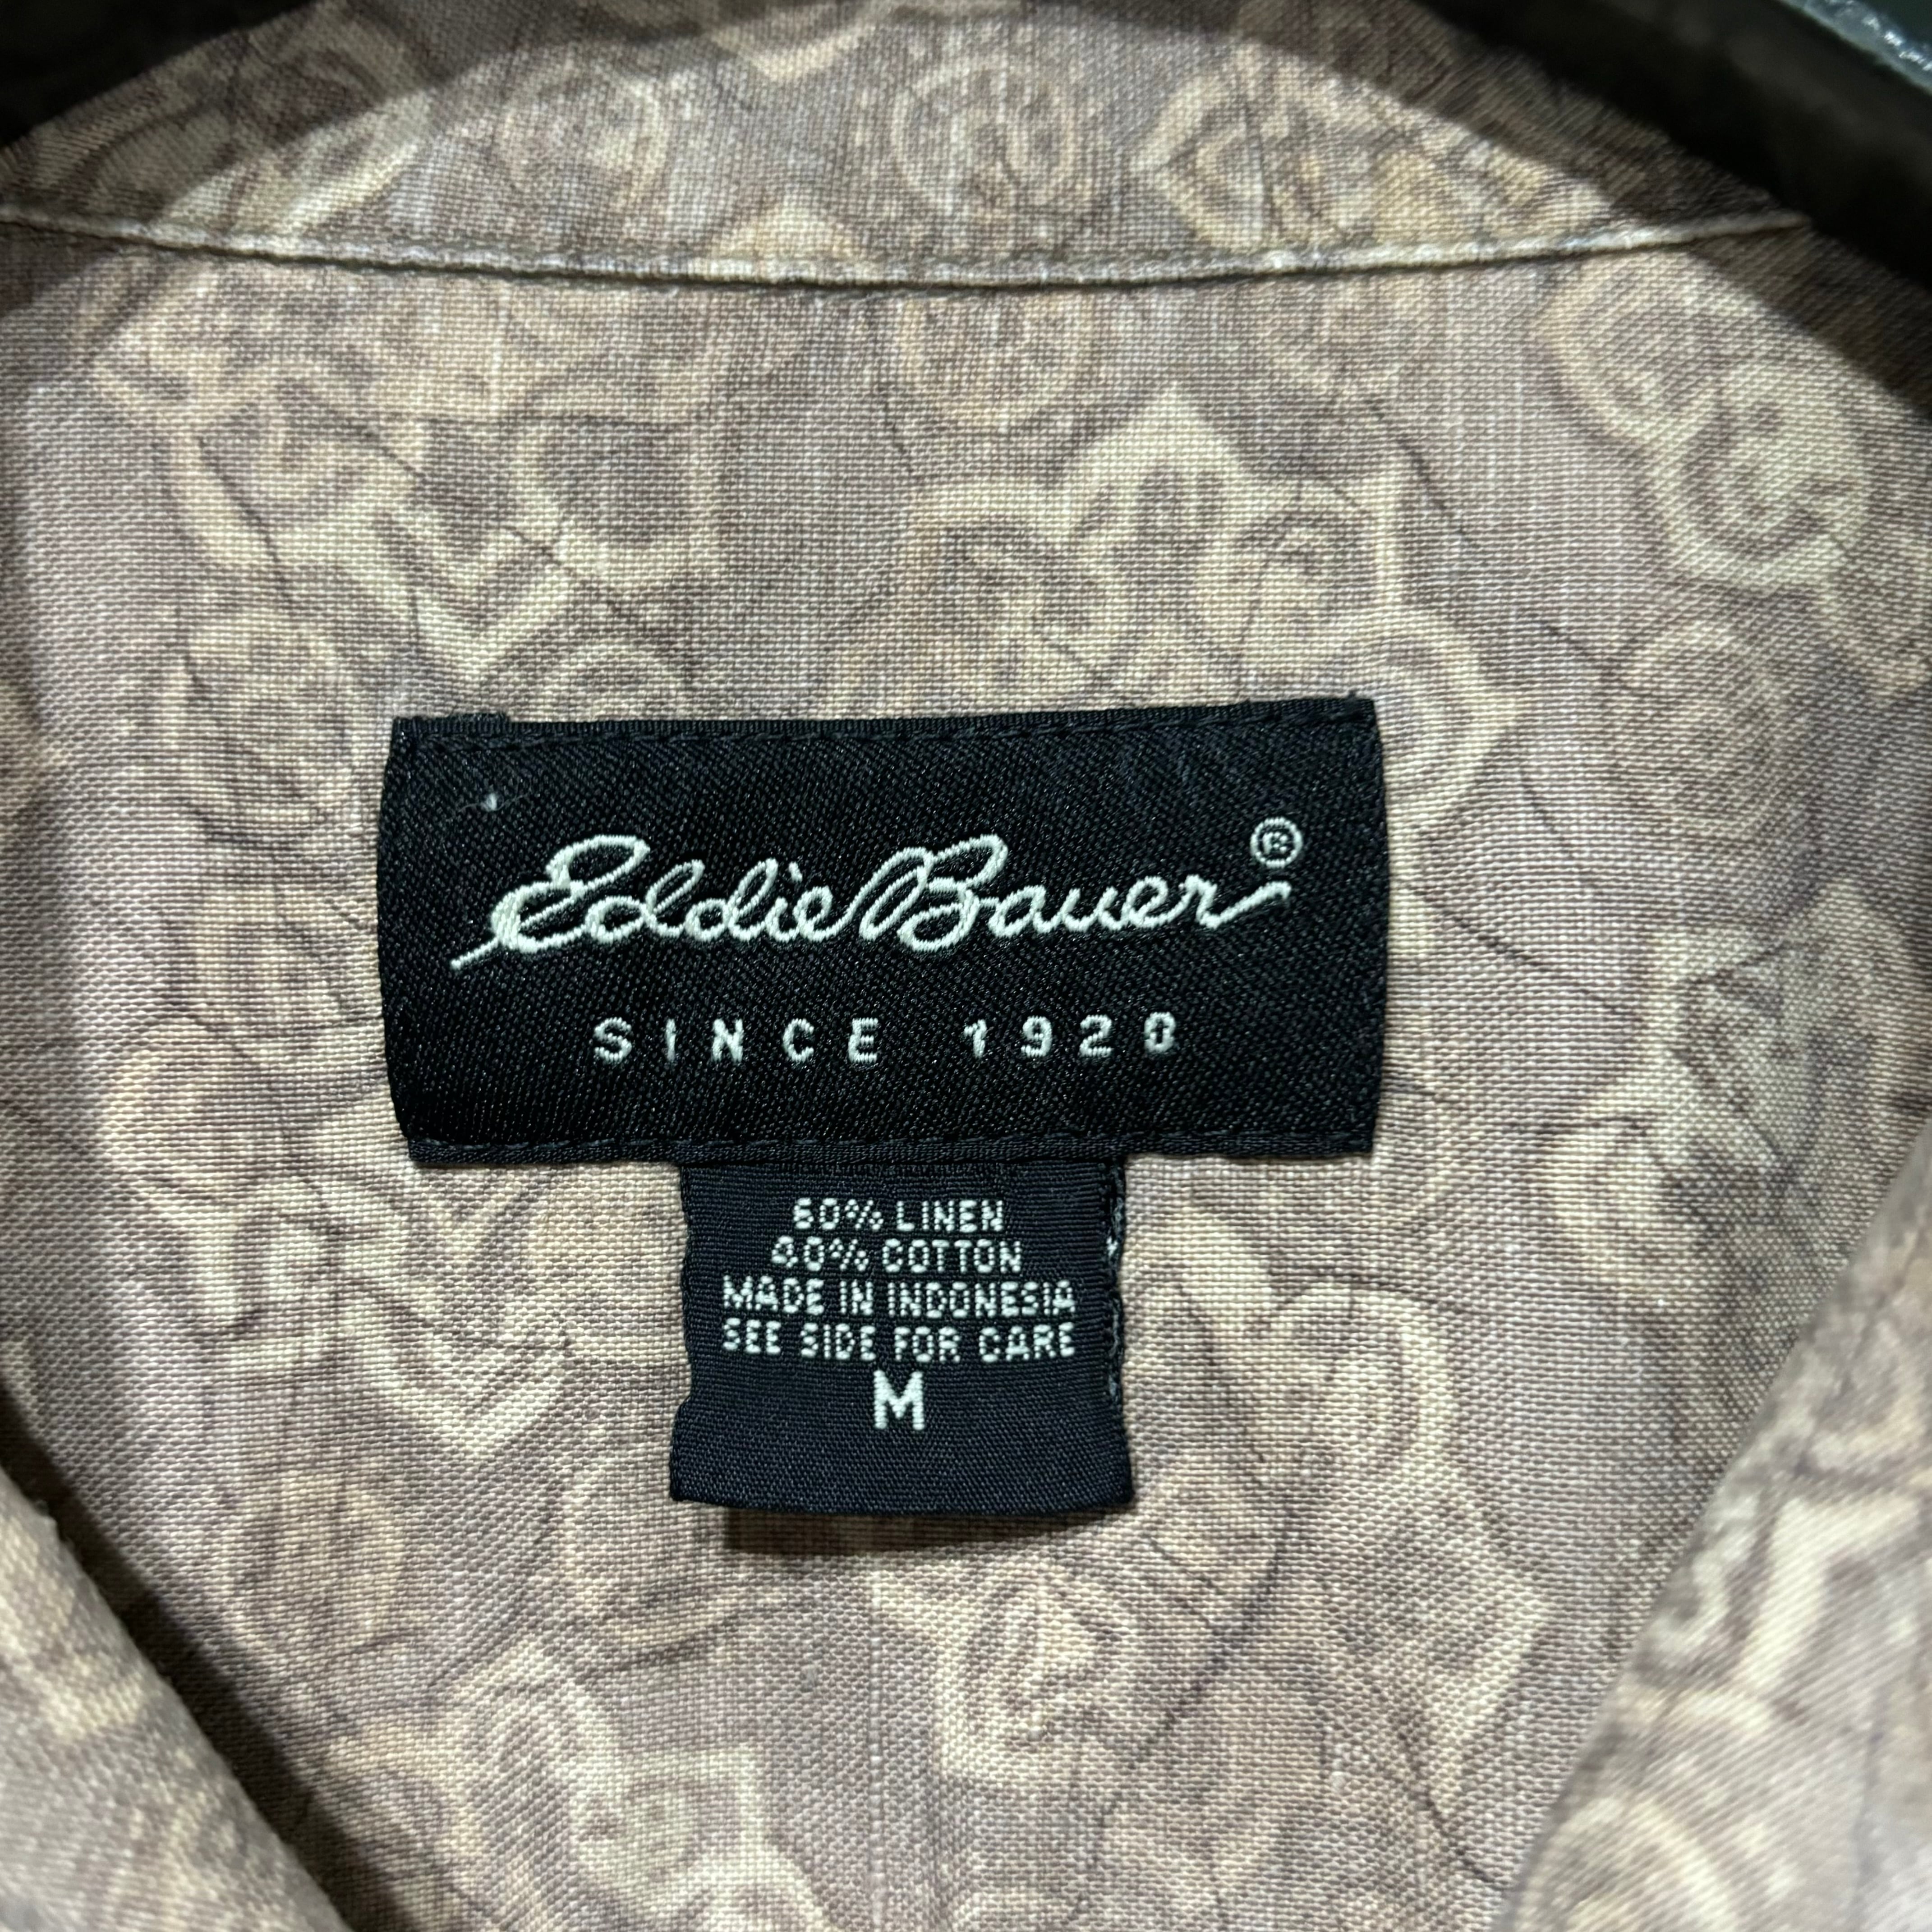 Eddie Bauer®
SINCE 1920
60% LINEN
40% COTTON
MADE IN INDONESIA
SEE SIDE FOR CARE
M